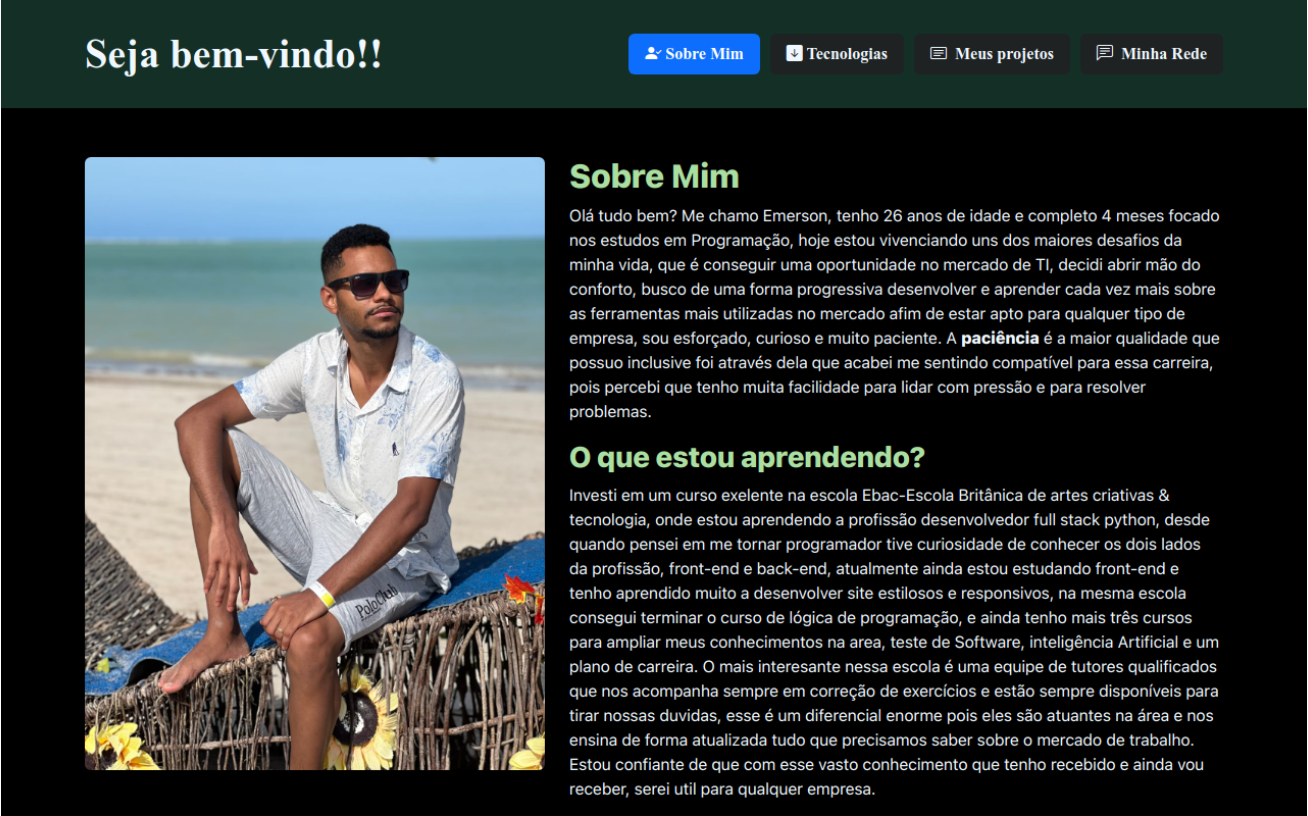 Seja bem-vindo!!
Sobre Mim
Tecnologias
Meus projetos
Minha Rede
Sobre Mim
Olá tudo bem? Me chamo Emerson, tenho 26 anos de idade e completo 4 meses focado
nos estudos em Programação, hoje estou vivenciando uns dos maiores desafios da
minha vida, que é conseguir uma oportunidade no mercado de TI, decidi abrir mão do
conforto, busco de uma forma progressiva desenvolver e aprender cada vez mais sobre
as ferramentas mais utilizadas no mercado afim de estar apto para qualquer tipo de
empresa, sou esforçado, curioso e muito paciente. A paciência é a maior qualidade que
possuo inclusive foi através dela que acabei me sentindo compatível para essa carreira,
pois percebi que tenho muita facilidade para lidar com pressão e para resolver
problemas.
O que estou aprendendo?
Investi em um curso exelente na escola Ebac-Escola Britânica de artes criativas &
tecnologia, onde estou aprendendo a profissão desenvolvedor full stack python, desde
quando pensei em me tornar programador tive curiosidade de conhecer os dois lados
da profissão, front-end e back-end, atualmente ainda estou estudando front-end e
tenho aprendido muito a desenvolver site estilosos e responsivos, na mesma escola
consegui terminar o curso de lógica de programação, e ainda tenho mais três cursos
para ampliar meus conhecimentos na area, teste de Software, inteligência Artificial e um
plano de carreira. O mais interesante nessa escola é uma equipe de tutores qualificados
que nos acompanha sempre em correção de exercícios e estão sempre disponíveis para
tirar nossas duvidas, esse é um diferencial enorme pois eles são atuantes na área e nos
ensina de forma atualizada tudo que precisamos saber sobre o mercado de trabalho.
Estou confiante de que com esse vasto conhecimento que tenho recebido e ainda vou
receber, serei util para qualquer empresa.
Polo Club